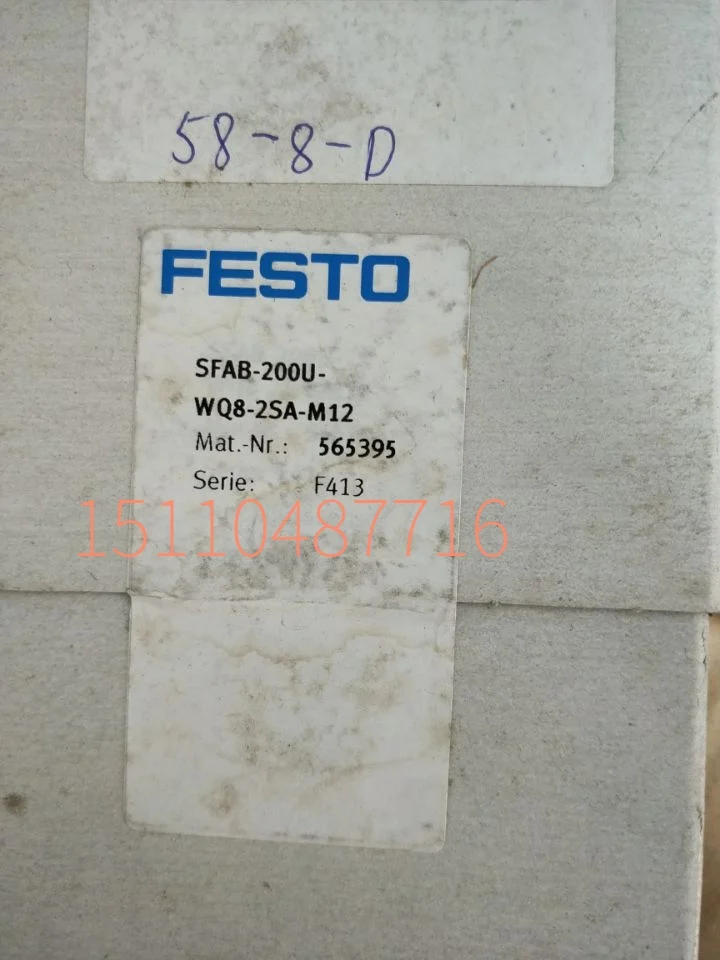 58-8-D
FESTO
SFAB-200U-
WQ8-2SA-M12
Mat.-Nr.: 565395
Serie: F413
15110487716